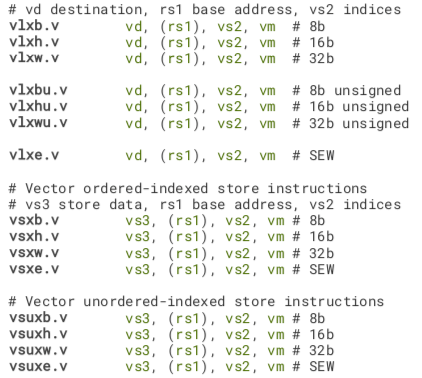 # vd destination, rs1 base address, vs2 indices
vlxb.v vd, (rs1), vs2, vm # 8b
vlxh.v vd, (rs1), vs2, vm # 16b
vlxw.v vd, (rs1), vs2, vm # 32b
vlxbu.v vd, (rs1), vs2, vm # 8b unsigned
vlxhu.v vd, (rs1), vs2, vm # 16b unsigned
vlxwu.v vd, (rs1), vs2, vm # 32b unsigned
vlxe.v vd, (rs1), vs2, vm # SEW
# Vector ordered-indexed store instructions
# vs3 store data, rs1 base address, vs2 indices
vsxb.v vs3, (rs1), vs2, vm # 8b
vsxh.v vs3, (rs1), vs2, vm # 16b
vsxw.v vs3, (rs1), vs2, vm # 32b
vsxe.v vs3, (rs1), vs2, vm # SEW
# Vector unordered-indexed store instructions
vsuxb.v vs3, (rs1), vs2, vm # 8b
vsuxh.v vs3, (rs1), vs2, vm # 16b
vsuxw.v vs3, (rs1), vs2, vm # 32b
vsuxe.v vs3, (rs1), vs2, vm # SEW